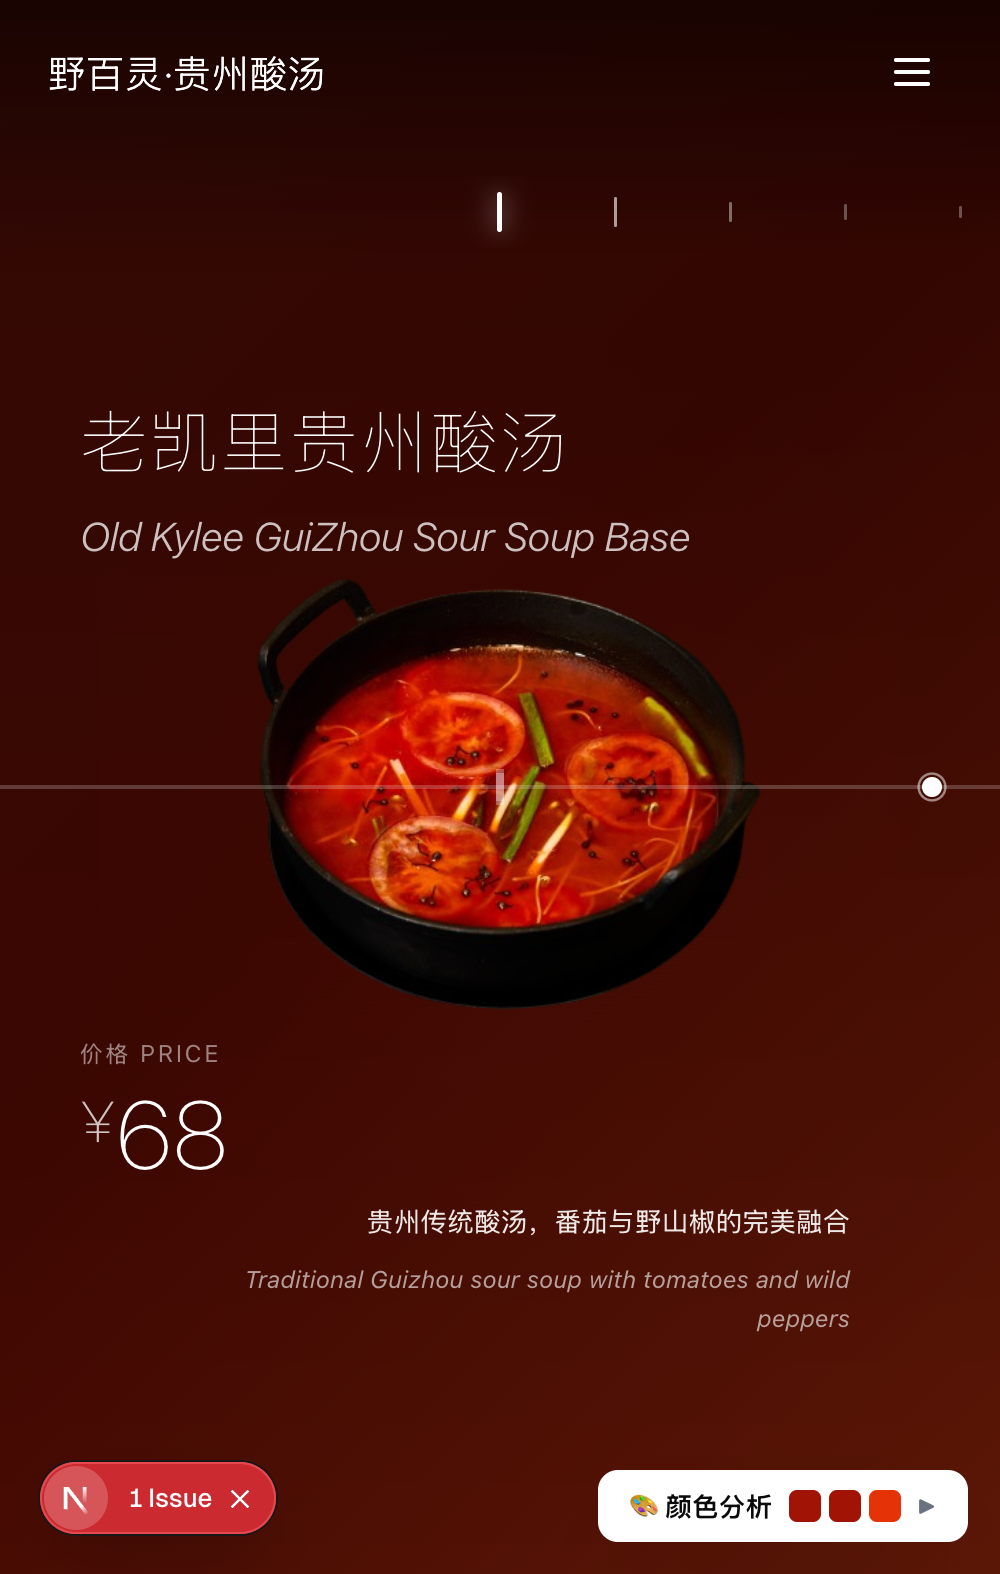 野百灵·贵州酸汤
老凯里贵州酸汤
Old Kylee GuiZhou Sour Soup Base
价格 PRICE
¥68
贵州传统酸汤，番茄与野山椒的完美融合
Traditional Guizhou sour soup with tomatoes and wild
peppers
N 1 Issue
颜色分析